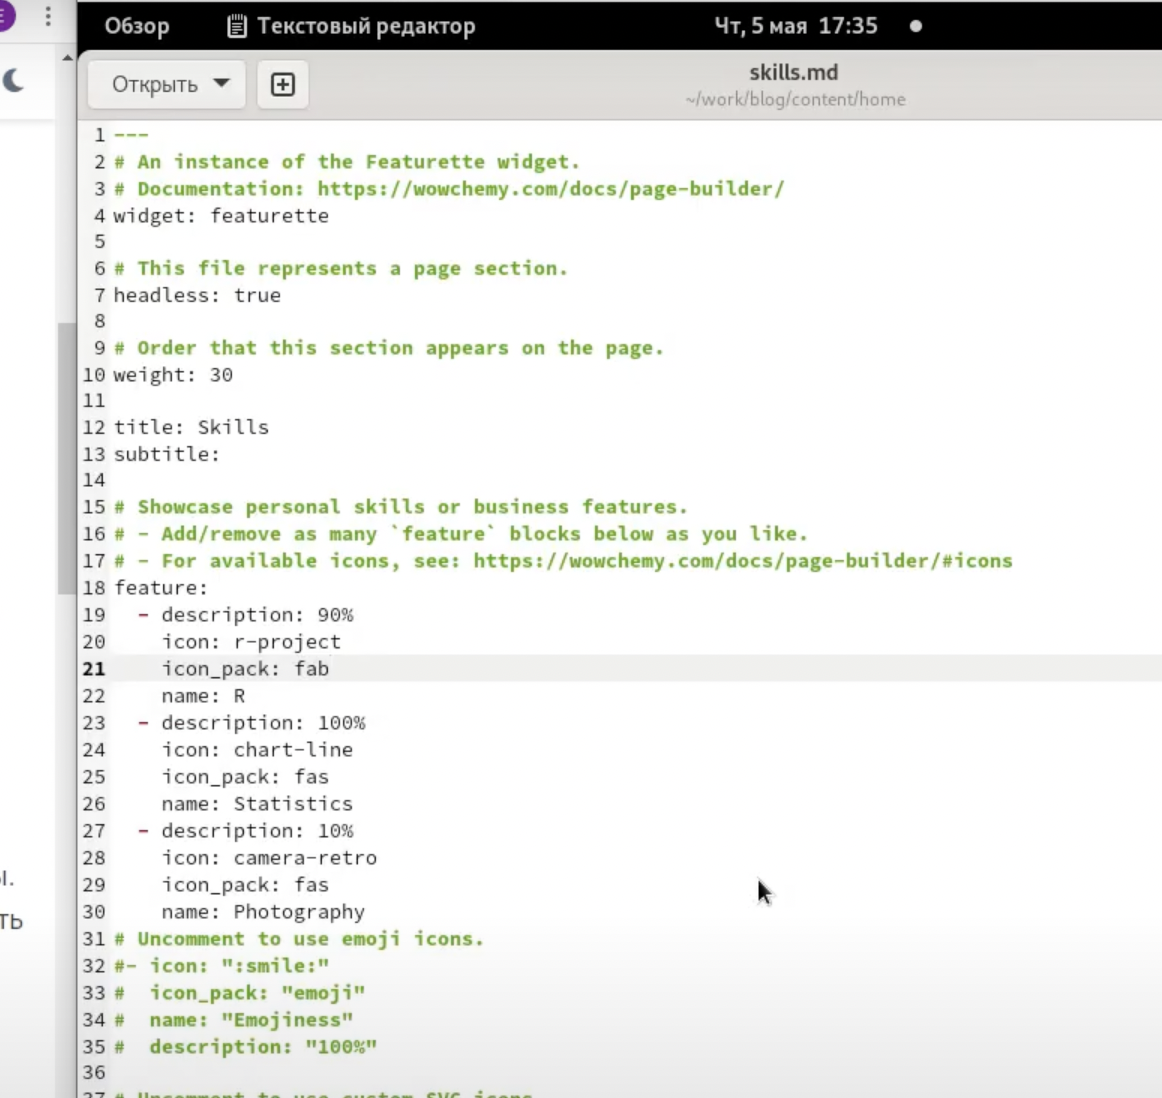 Обзор Текстовый редактор Чт, 5 мая 17:35
Открыть skills.md
~/work/blog/content/home
1 ---
2 # An instance of the Featurette widget.
3 # Documentation: https://wowchemy.com/docs/page-builder/
4 widget: featurette
5
6 # This file represents a page section.
7 headless: true
8
9 # Order that this section appears on the page.
10 weight: 30
11
12 title: Skills
13 subtitle:
14
15 # Showcase personal skills or business features.
16 # - Add/remove as many `feature` blocks below as you like.
17 # - For available icons, see: https://wowchemy.com/docs/page-builder/#icons
18 feature:
19   - description: 90%
20     icon: r-project
21     icon_pack: fab
22     name: R
23   - description: 100%
24     icon: chart-line
25     icon_pack: fas
26     name: Statistics
27   - description: 10%
28     icon: camera-retro
29     icon_pack: fas
30     name: Photography
31 # Uncomment to use emoji icons.
32 #- icon: ":smile:"
33 #  icon_pack: "emoji"
34 #  name: "Emojiness"
35 #  description: "100%"
36
37 # Uncomment to use custom SVG icons.